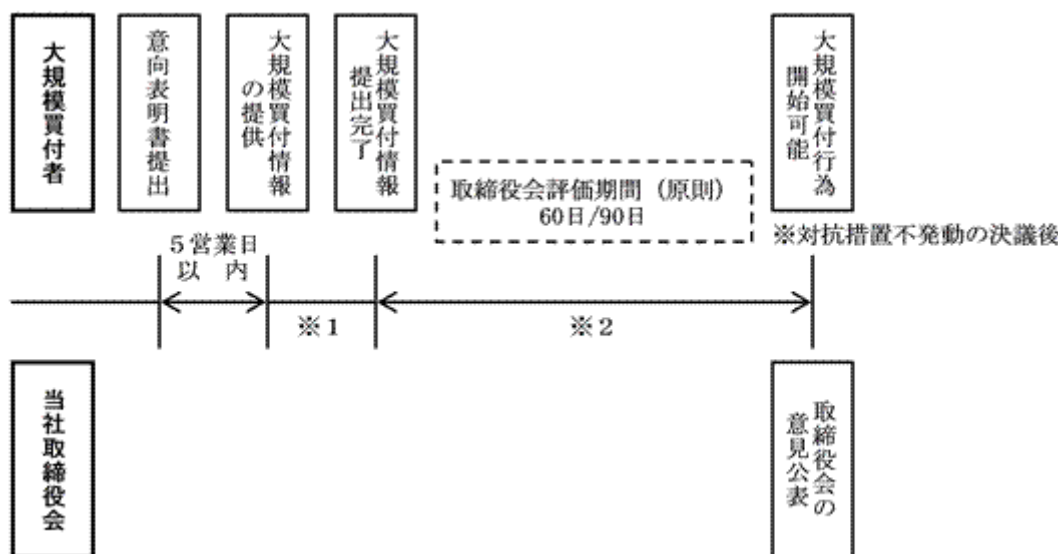 大規模買付者
意向表明書提出
大規模買付情報
の提供
大規模買付情報
提出完了
取締役会評価期間（原則）
60日/90日
大規模買付行為
開始可能
※対抗措置不発動の決議後
５営業日
以　内
※１
※２
当社取締役会
取締役会の
意見公表